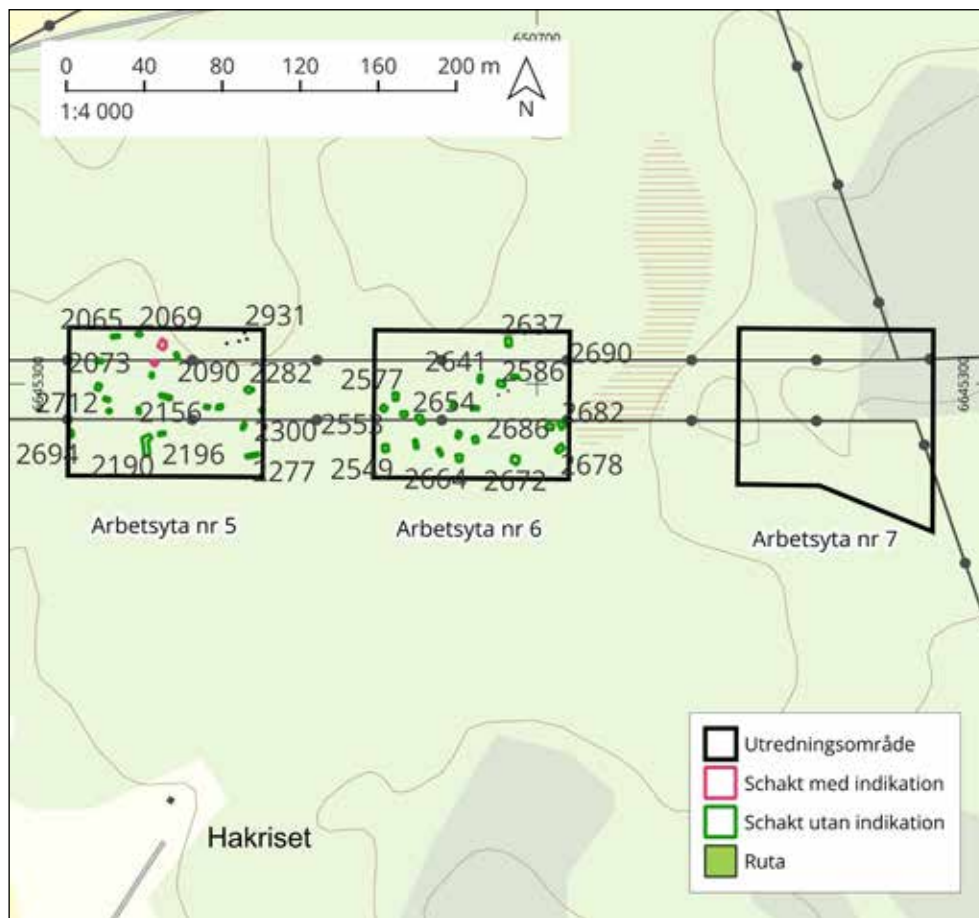 650700
0 40 80 120 160 200 m
1:4 000
N
2065 2069 2931 2637
2073 2090 2282 2577 2641 2586 2690
6645300 6645300
2712 2156 2300 2553 2654 2686 2682
2694 2190 2196 2277 2549 2664 2672 2678
Arbetsyta nr 5 Arbetsyta nr 6 Arbetsyta nr 7
Hakriset
Utredningsområde
Schakt med indikation
Schakt utan indikation
Ruta